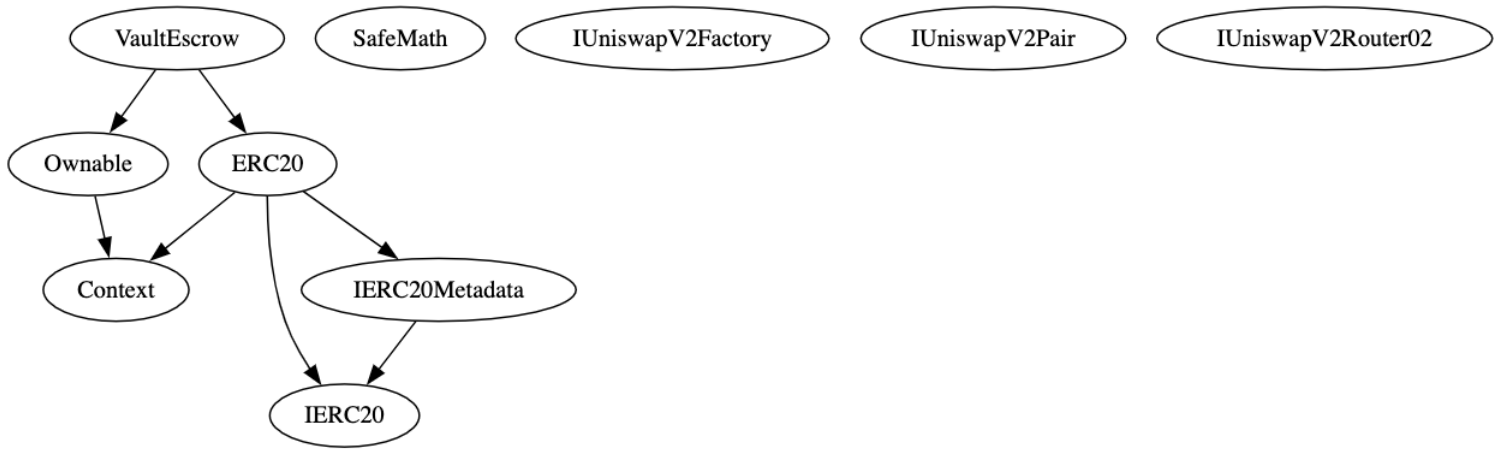 VaultEscrow
SafeMath
IUniswapV2Factory
IUniswapV2Pair
IUniswapV2Router02
Ownable
ERC20
Context
IERC20Metadata
IERC20